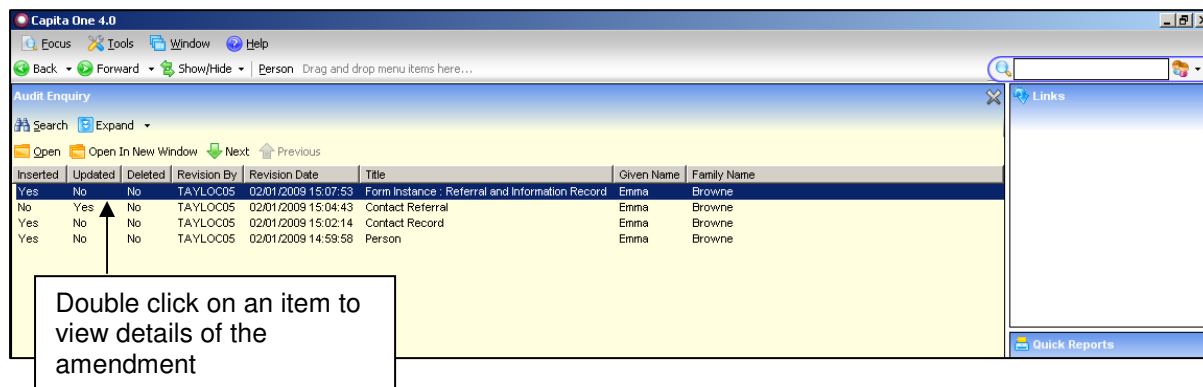 Capita One 4.0
Focus Tools Window Help
Back Forward Show/Hide Person Drag and drop menu items here...
Audit Enquiry
Links
Search Expand
Open Open In New Window Next Previous
Inserted Updated Deleted Revision By Revision Date Title Given Name Family Name
Yes No No TAYLOC05 02/01/2009 15:07:53 Form Instance : Referral and Information Record Emma Browne
No Yes No TAYLOC05 02/01/2009 15:04:43 Contact Referral Emma Browne
Yes No No TAYLOC05 02/01/2009 15:02:14 Contact Record Emma Browne
Yes No No TAYLOC05 02/01/2009 14:59:58 Person Emma Browne
Double click on an item to
view details of the
amendment
Quick Reports